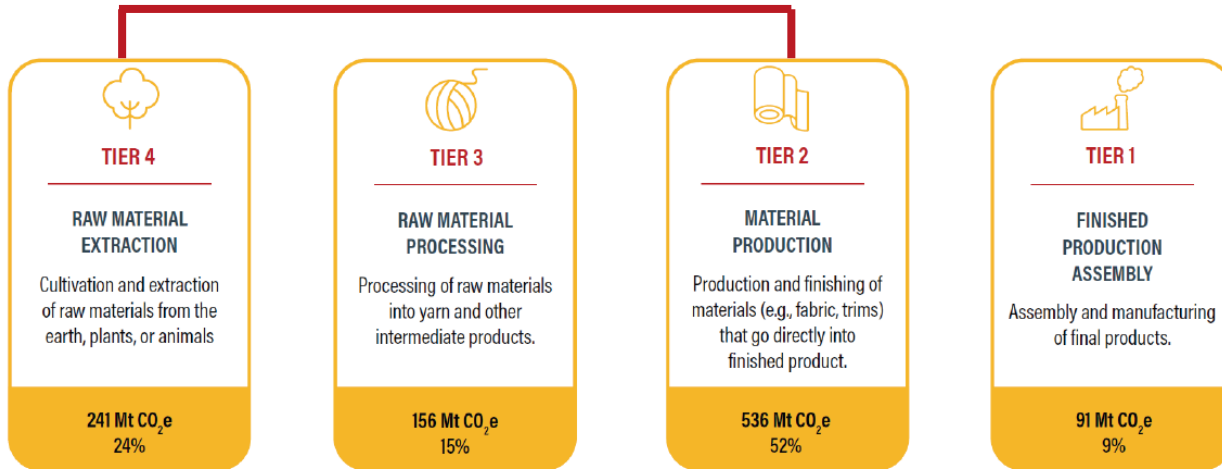 TIER 4
RAW MATERIAL
EXTRACTION
Cultivation and extraction
of raw materials from the
earth, plants, or animals
241 Mt CO₂e
24%
TIER 3
RAW MATERIAL
PROCESSING
Processing of raw materials
into yarn and other
intermediate products.
156 Mt CO₂e
15%
TIER 2
MATERIAL
PRODUCTION
Production and finishing of
materials (e.g., fabric, trims)
that go directly into
finished product.
536 Mt CO₂e
52%
TIER 1
FINISHED
PRODUCTION
ASSEMBLY
Assembly and manufacturing
of final products.
91 Mt CO₂e
9%